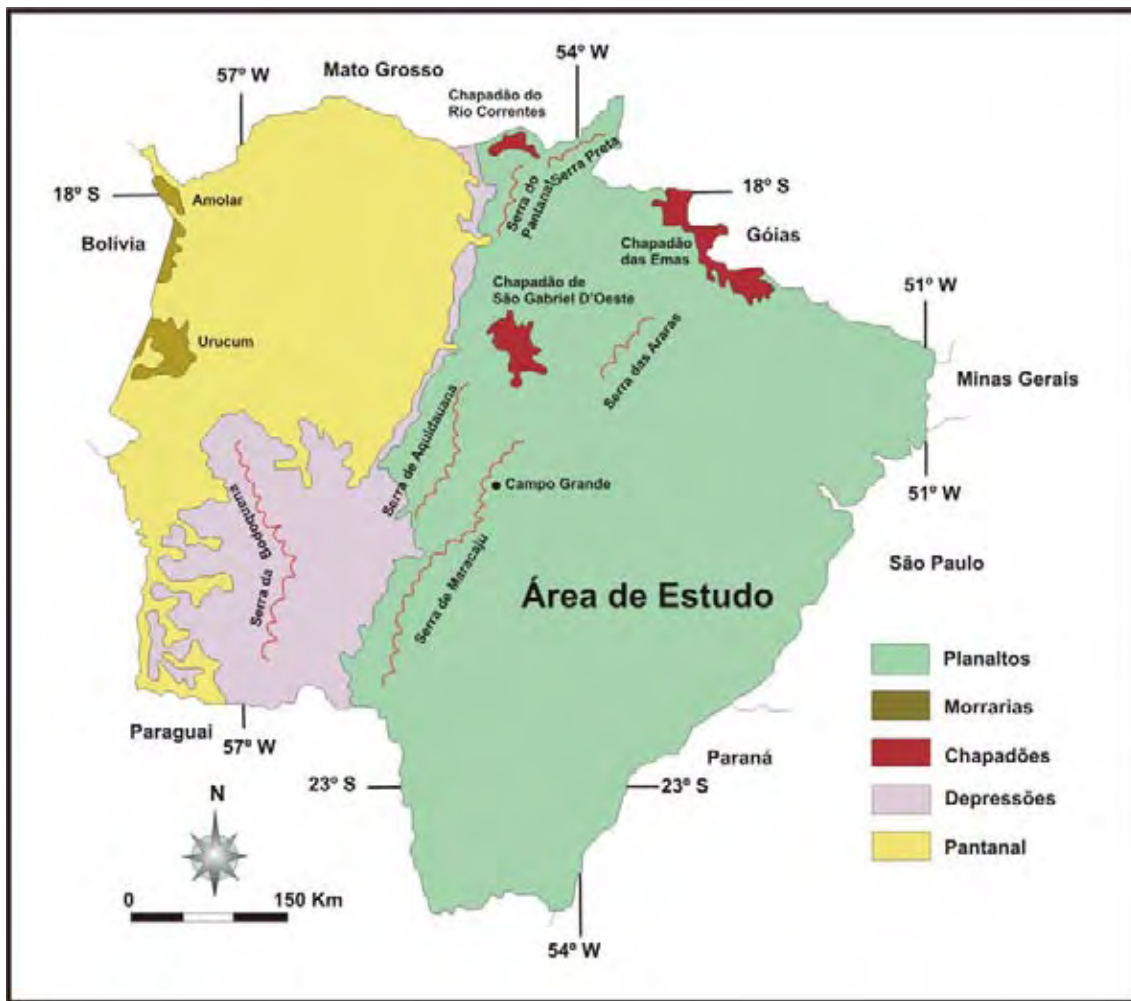 54º W
Mato Grosso
57º W
Chapadão do
Rio Correntes
Serra Preta
Serra do
Pantanal
18º S
18º S
Amolar
Bolívia
Góias
Chapadão
das Emas
Chapadão de
São Gabriel D'Oeste
51º W
Urucum
Serra das Araras
Minas Gerais
Serra de Aquidauana
Campo Grande
51º W
Serra da Bodoquena
Serra de Maracaju
São Paulo
Área de Estudo
Planaltos
Morrarias
Chapadões
Depressões
Pantanal
Paraguai
57º W
Paraná
23º S
23º S
N
0 150 Km
54º W